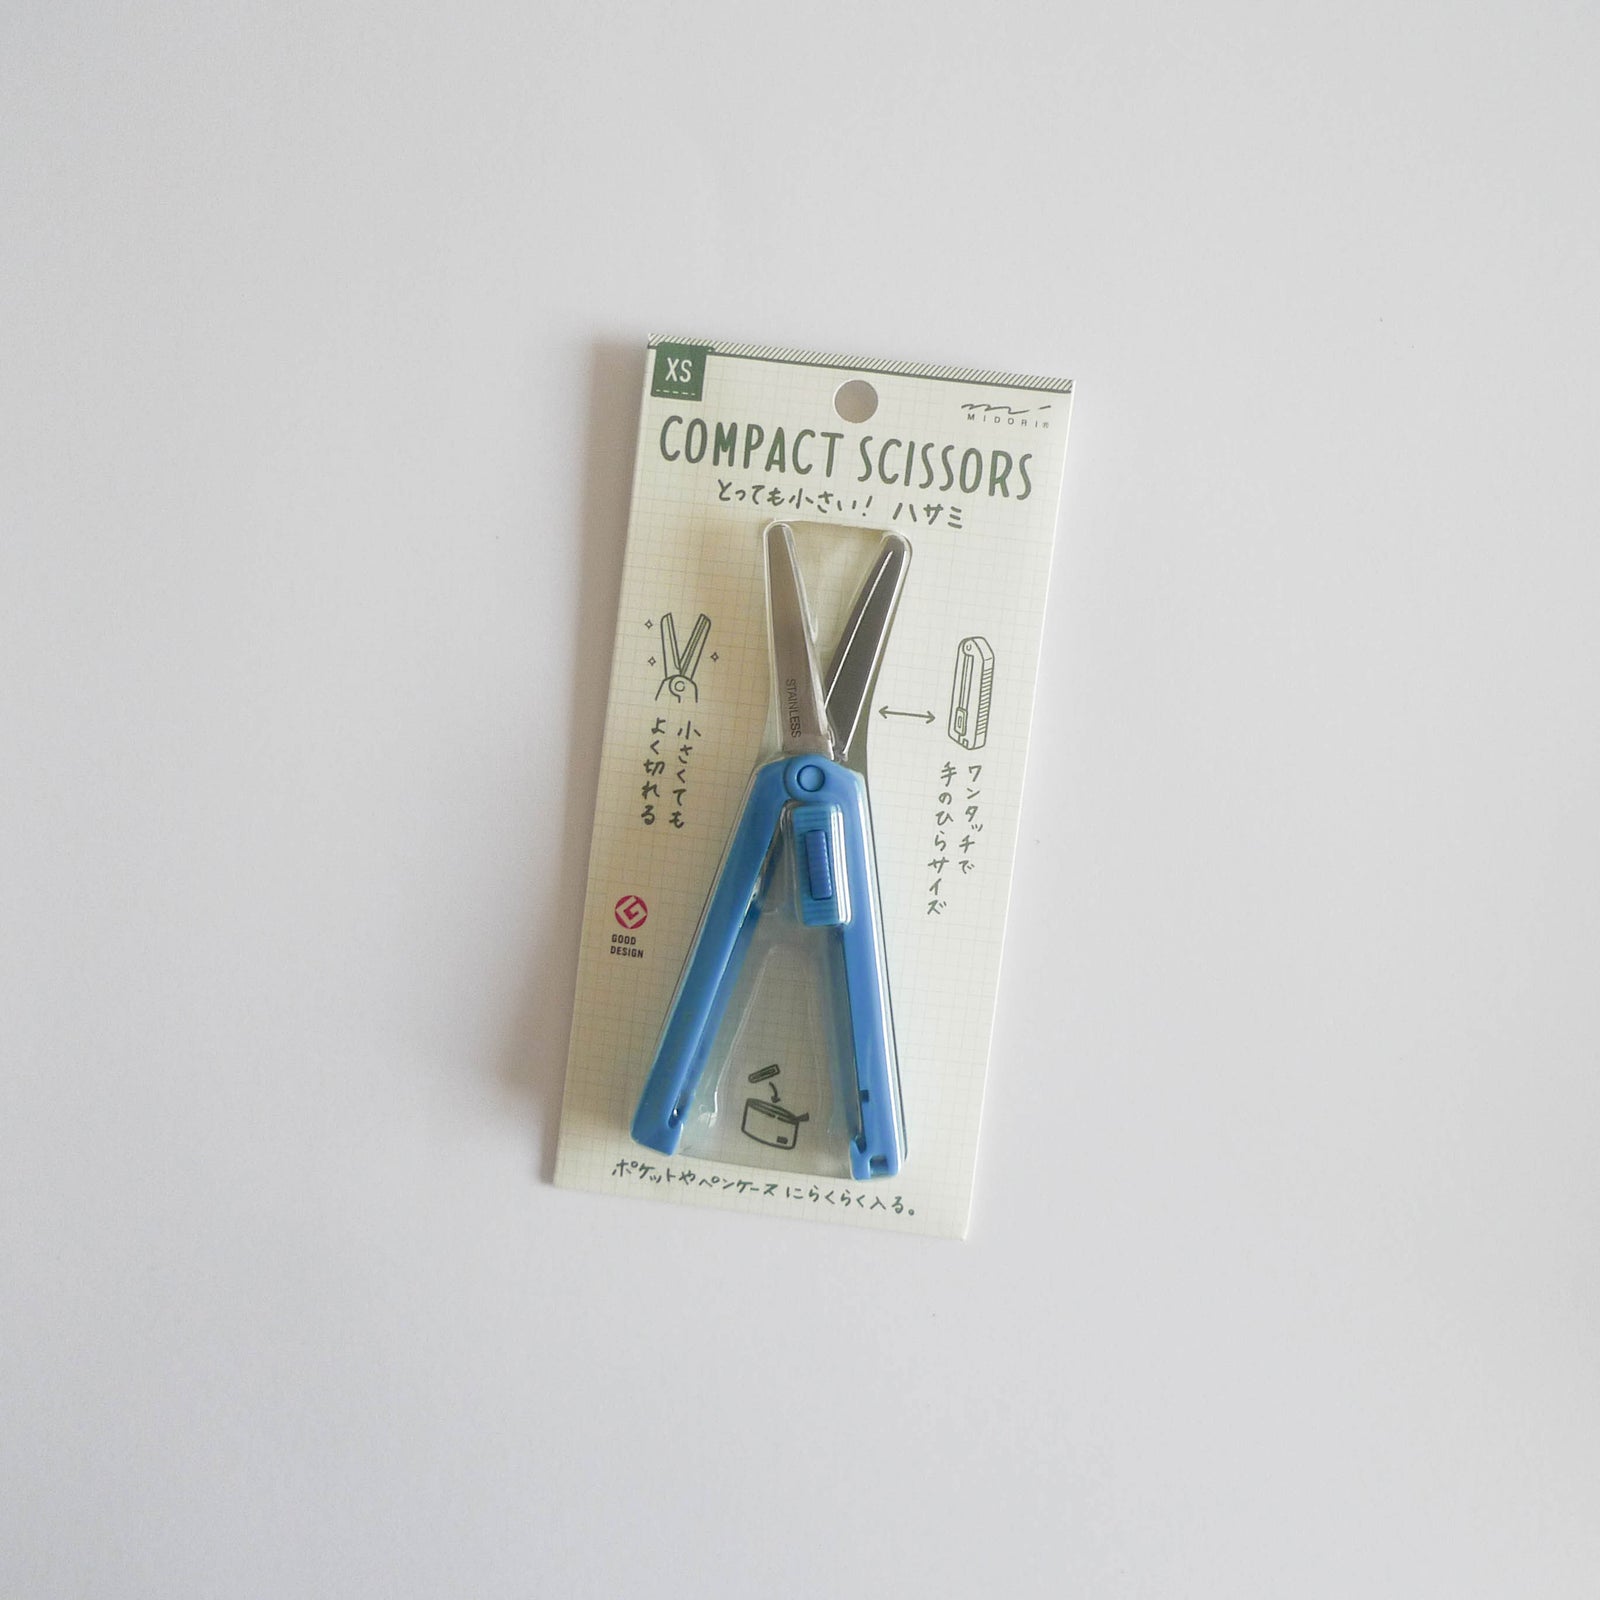 XS
MIDORI®
COMPACT SCISSORS
とっても小さい! ハサミ
STAINLESS
小さくても
よく切れる
ワンタッチで
手のひらサイズ
GOOD
DESIGN
ポケットやペンケースにらくらく入る。